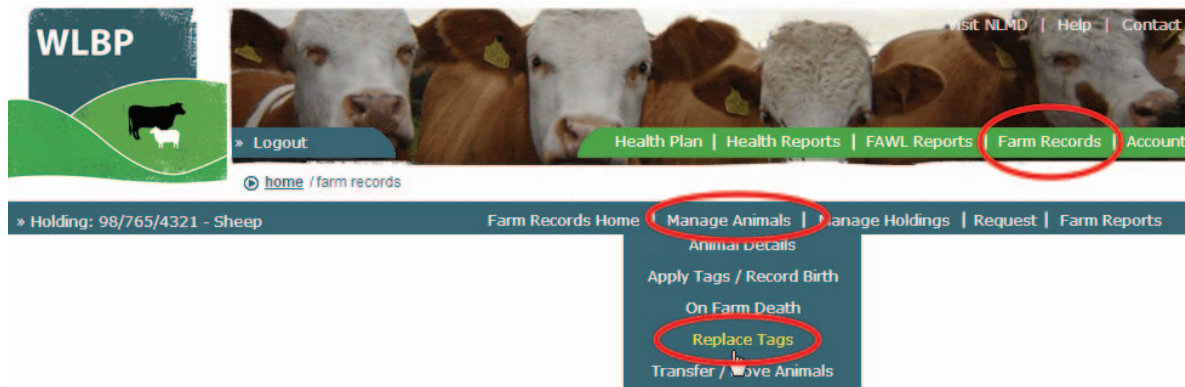 WLBP
Visit NLMD | Help | Contact
» Logout
Health Plan | Health Reports | FAWL Reports | Farm Records | Account
home / farm records
» Holding: 98/765/4321 - Sheep
Farm Records Home | Manage Animals | Manage Holdings | Request | Farm Reports
Animal Details
Apply Tags / Record Birth
On Farm Death
Replace Tags
Transfer / Move Animals